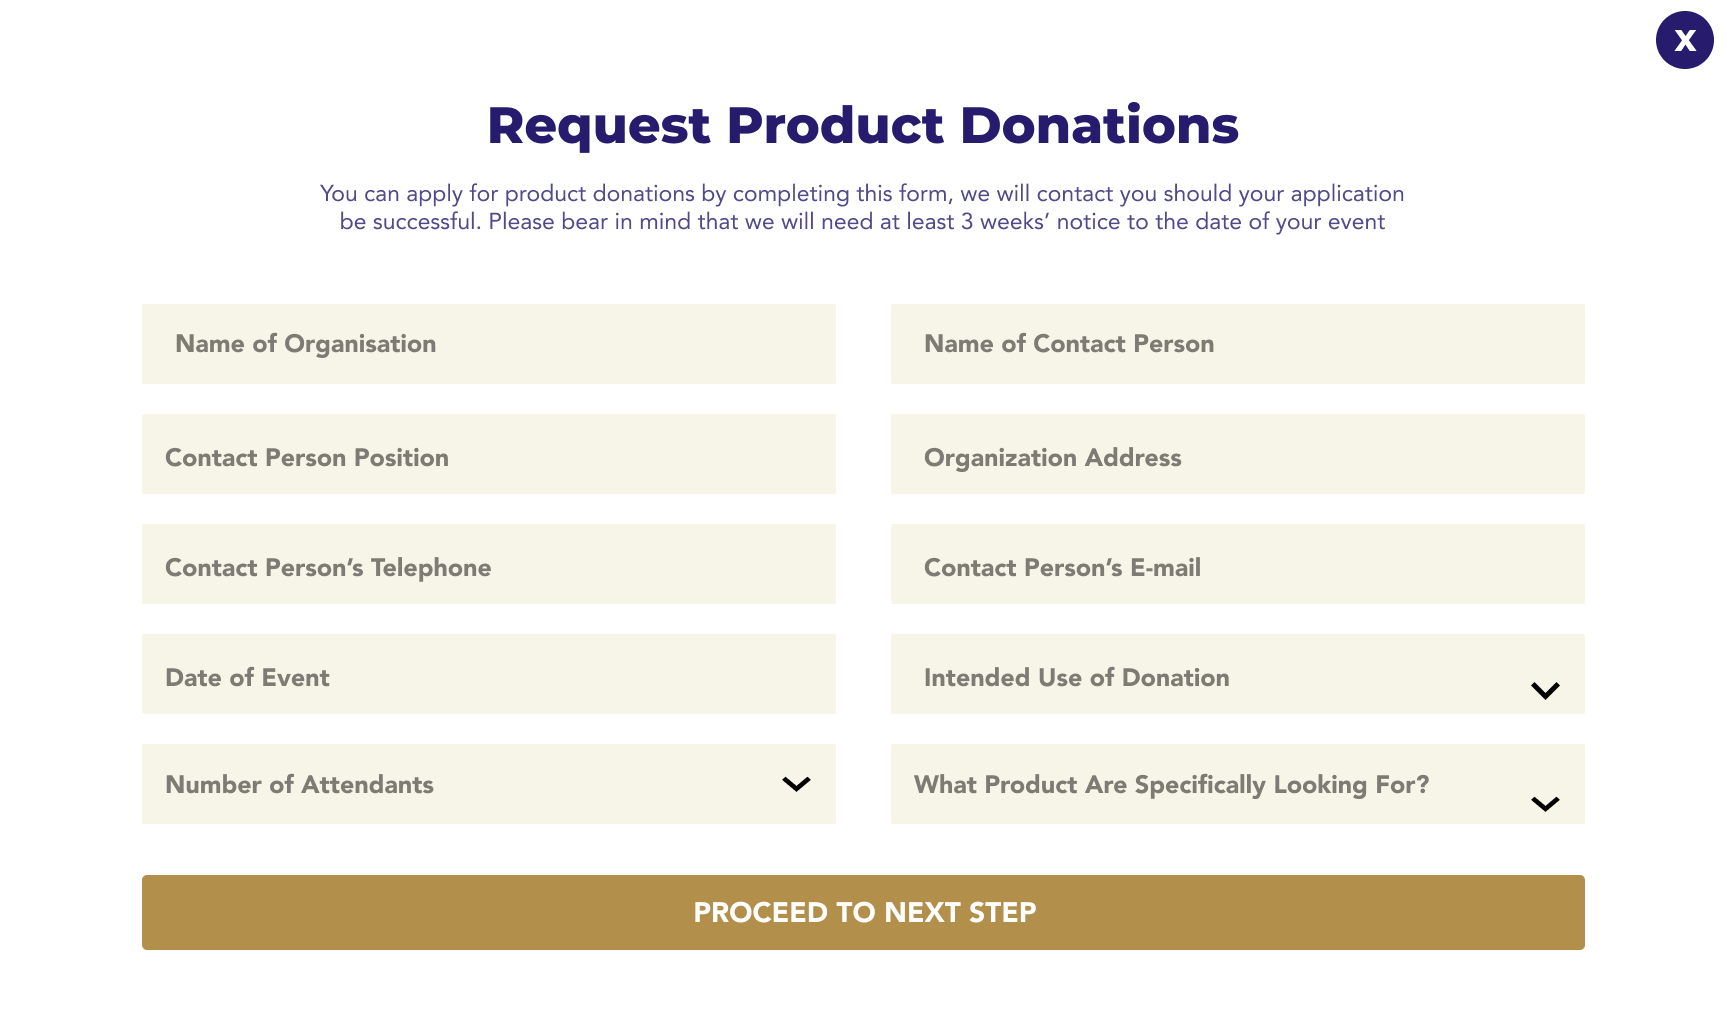 X
Request Product Donations
You can apply for product donations by completing this form, we will contact you should your application
be successful. Please bear in mind that we will need at least 3 weeks’ notice to the date of your event
Name of Organisation
Name of Contact Person
Contact Person Position
Organization Address
Contact Person’s Telephone
Contact Person’s E-mail
Date of Event
Intended Use of Donation
Number of Attendants
What Product Are Specifically Looking For?
PROCEED TO NEXT STEP